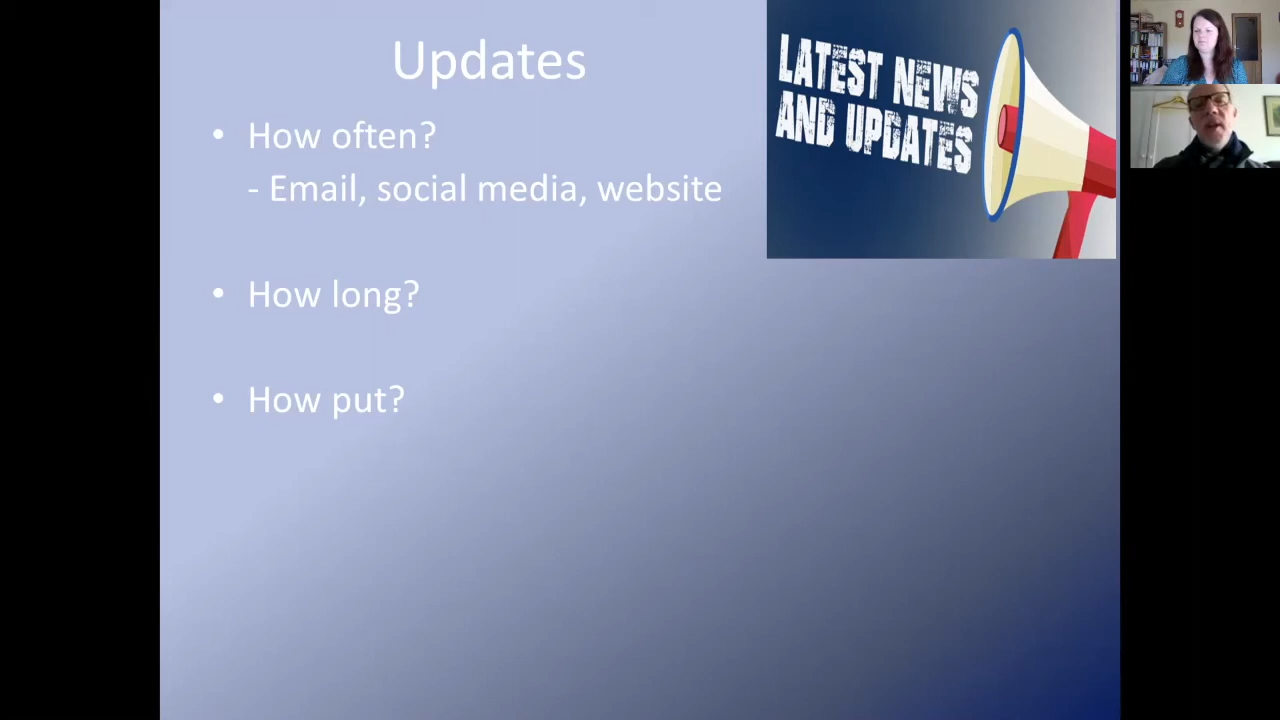 Updates
LATEST NEWS
AND UPDATES
• How often?
- Email, social media, website
• How long?
• How put?